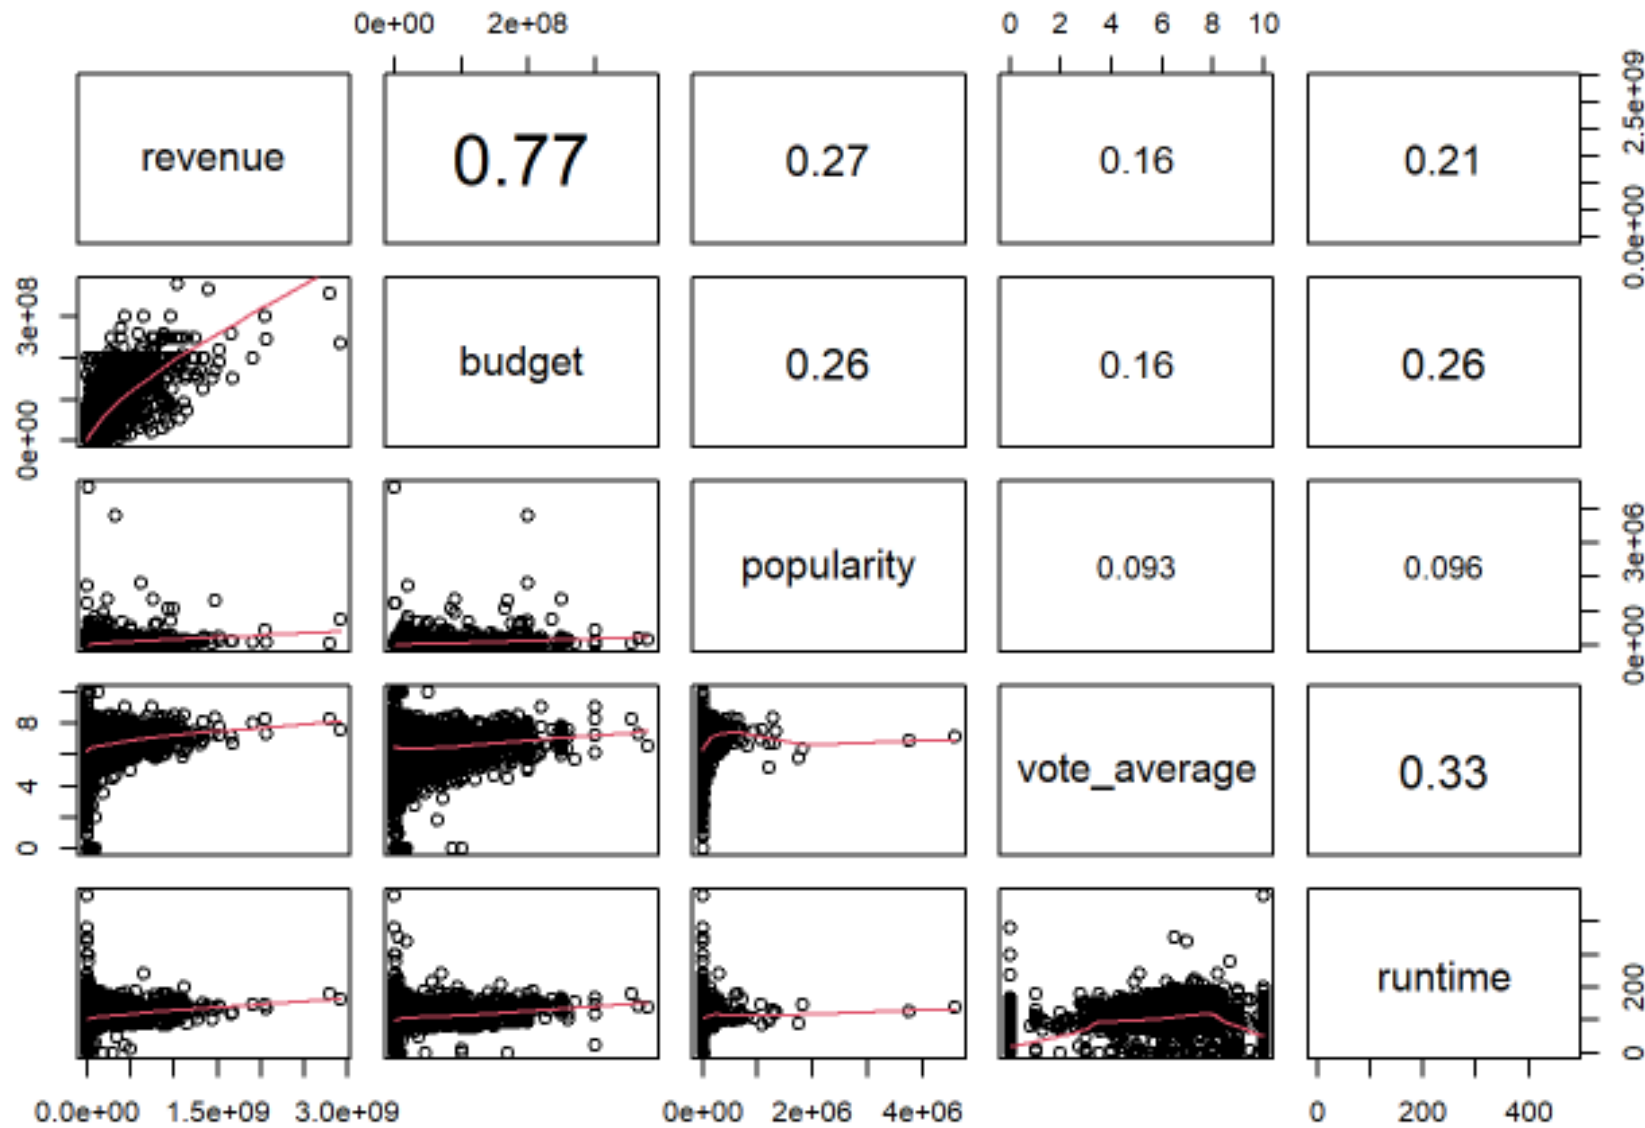 0e+00 2e+08 0 2 4 6 8 10
revenue 0.77 0.27 0.16 0.21
0.0e+00 2.5e+09
0e+00 3e+08
budget 0.26 0.16 0.26
popularity 0.093 0.096
0e+00 3e+06
0 4 8
vote_average 0.33
runtime
0 200
0.0e+00 1.5e+09 3.0e+09 0e+00 2e+06 4e+06 0 200 400